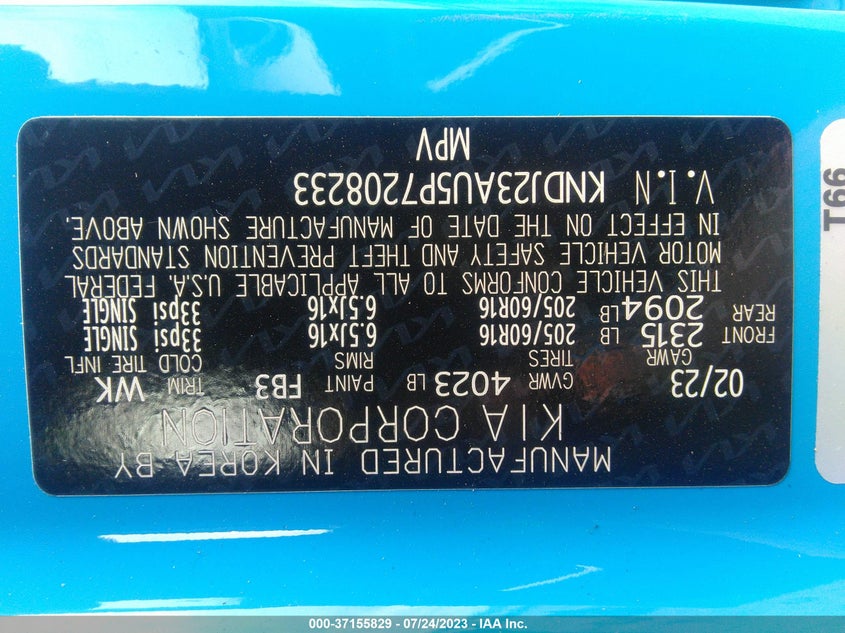 MANUFACTURED IN KOREA BY
KIA CORPORATION
02/23 GVWR 4023 LB PAINT FB3 TRIM WK
GAWR TIRES RIMS COLD TIRE INFL
FRONT 2315 LB 205/60R16 6.5Jx16 33psi SINGLE
REAR 2094 LB 205/60R16 6.5Jx16 33psi SINGLE
THIS VEHICLE CONFORMS TO ALL APPLICABLE U.S.A. FEDERAL
MOTOR VEHICLE SAFETY AND THEFT PREVENTION STANDARDS
IN EFFECT ON THE DATE OF MANUFACTURE SHOWN ABOVE.
V.I.N KNDJ23AU5P7208233
MPV
000-37155829 - 07/24/2023 - IAA Inc.